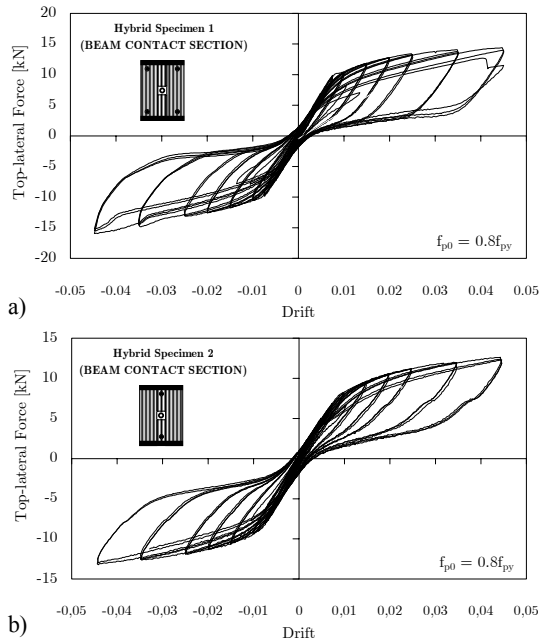 Hybrid Specimen 1
(BEAM CONTACT SECTION)
Top-lateral Force [kN]
20
15
10
5
0
-5
-10
-15
-20
f_p0 = 0.8f_py
-0.05 -0.04 -0.03 -0.02 -0.01 0 0.01 0.02 0.03 0.04 0.05
a)
Drift
Hybrid Specimen 2
(BEAM CONTACT SECTION)
Top-lateral Force [kN]
15
10
5
0
-5
-10
-15
f_p0 = 0.8f_py
-0,05 -0,04 -0,03 -0,02 -0,01 0 0,01 0,02 0,03 0,04 0,05
b)
Drift